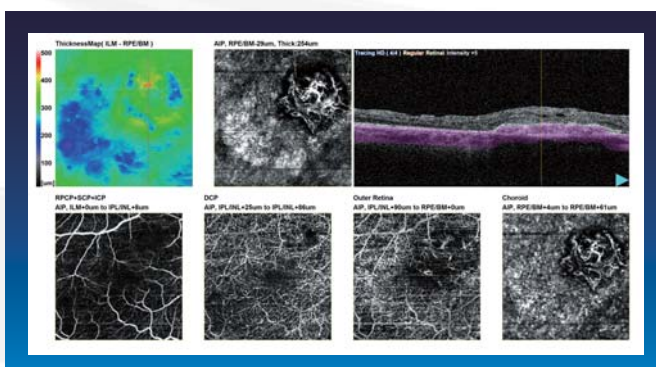 ThicknessMap( ILM - RPE/BM )
500
400
300
200
100
[um]
AIP, RPE/BM-29um, Thick:254um
Tracing HD ( 4/4 ) Regular Retinal Intensity +5
RPCP+SCP+ICP
AIP, ILM+0um to IPL/INL+8um
DCP
AIP, IPL/INL+25um to IPL/INL+86um
Outer Retina
AIP, IPL/INL+90um to RPE/BM+0um
Choroid
AIP, RPE/BM+4um to RPE/BM+61um